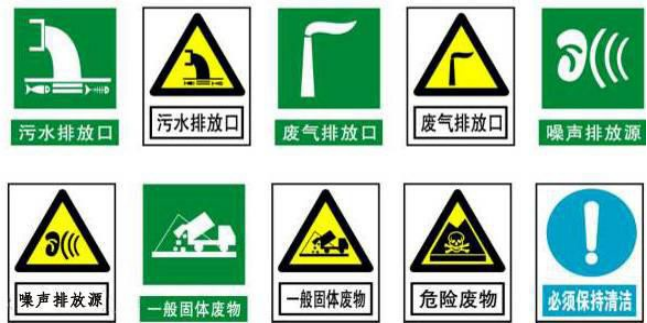 污水排放口
污水排放口
废气排放口
废气排放口
噪声排放源
噪声排放源
一般固体废物
一般固体废物
危险废物
必须保持清洁